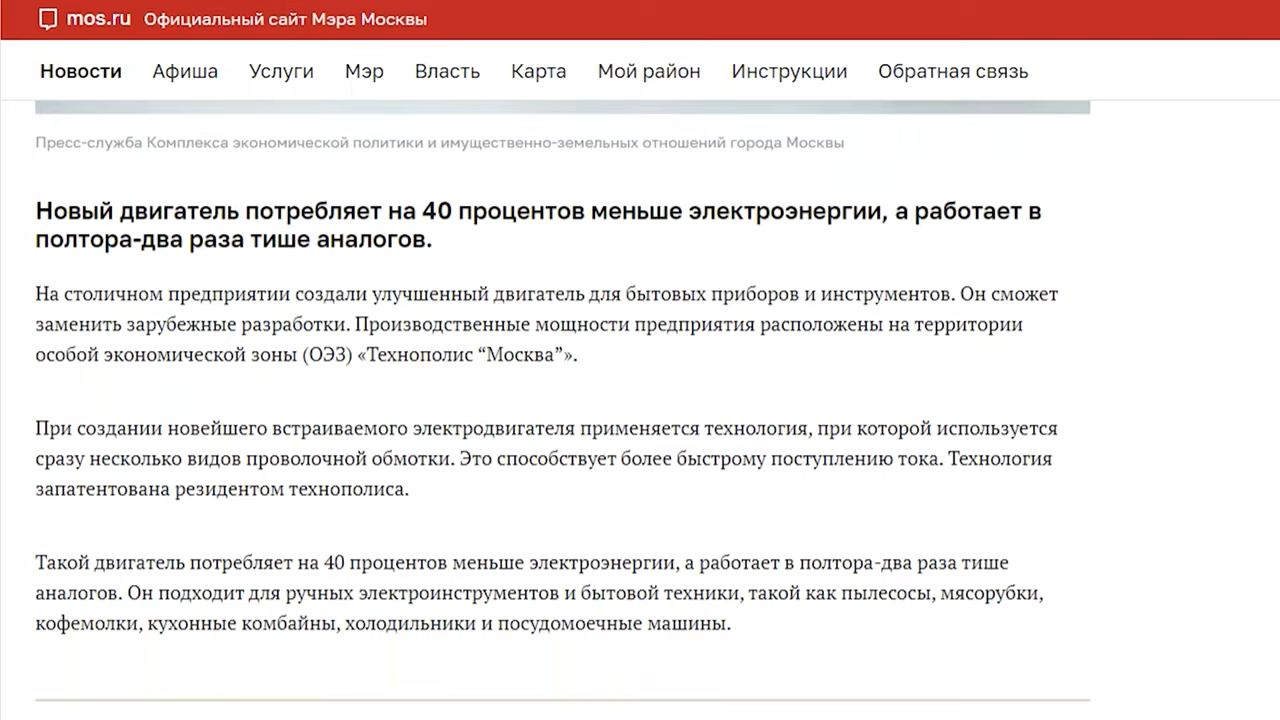 mos.ru Официальный сайт Мэра Москвы
Новости Афиша Услуги Мэр Власть Карта Мой район Инструкции Обратная связь
Пресс-служба Комплекса экономической политики и имущественно-земельных отношений города Москвы
Новый двигатель потребляет на 40 процентов меньше электроэнергии, а работает в
полтора-два раза тише аналогов.
На столичном предприятии создали улучшенный двигатель для бытовых приборов и инструментов. Он сможет
заменить зарубежные разработки. Производственные мощности предприятия расположены на территории
особой экономической зоны (ОЭЗ) «Технополис “Москва”».
При создании новейшего встраиваемого электродвигателя применяется технология, при которой используется
сразу несколько видов проволочной обмотки. Это способствует более быстрому поступлению тока. Технология
запатентована резидентом технополиса.
Такой двигатель потребляет на 40 процентов меньше электроэнергии, а работает в полтора-два раза тише
аналогов. Он подходит для ручных электроинструментов и бытовой техники, такой как пылесосы, мясорубки,
кофемолки, кухонные комбайны, холодильники и посудомоечные машины.